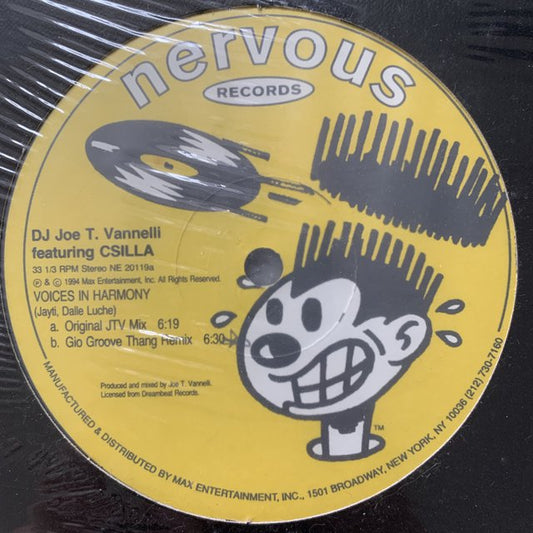 nervous
RECORDS
DJ Joe T. Vannelli
featuring CSILLA
33 1/3 RPM Stereo NE 20119a
℗ & © 1994 Max Entertainment, Inc. All Rights Reserved.
VOICES IN HARMONY
(Jayti, Dalle Luche)
a. Original JTV Mix 6:19
b. Gio Groove Thang Remix 6:30
Produced and mixed by Joe T. Vannelli.
Licensed from Dreambeat Records.
TM
MANUFACTURED & DISTRIBUTED BY MAX ENTERTAINMENT, INC., 1501 BROADWAY, NEW YORK, NY 10036 (212) 730-7160